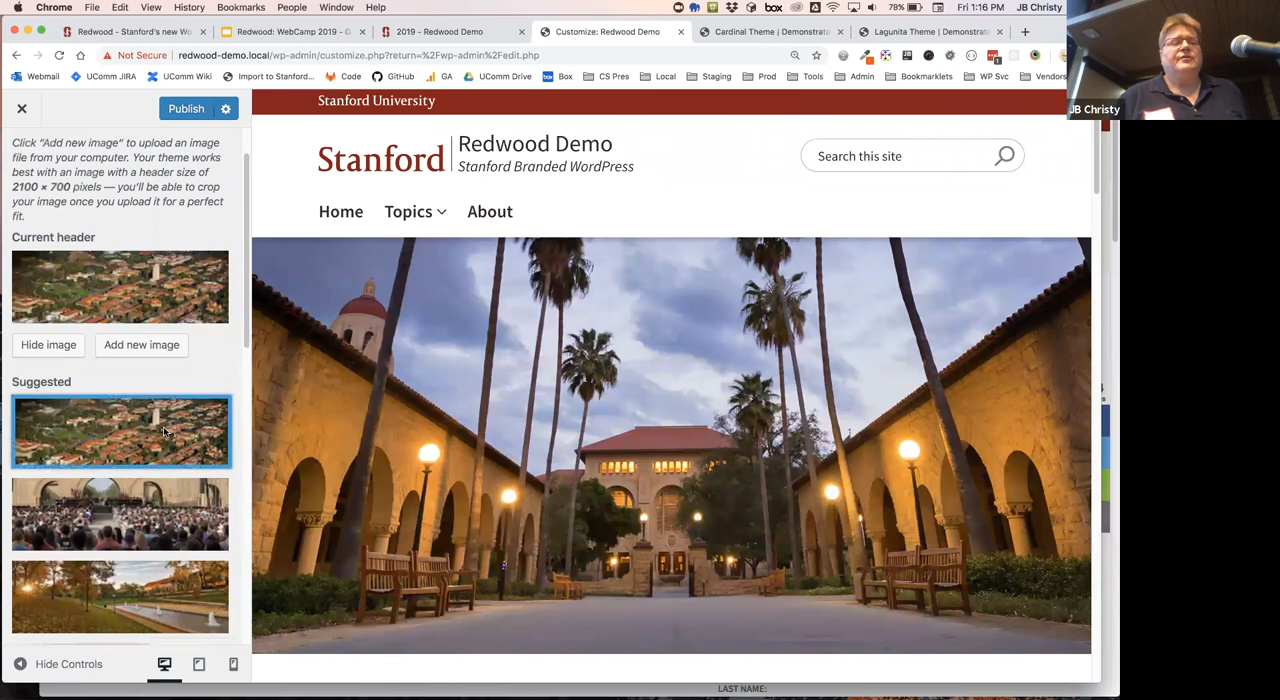 Chrome File Edit View History Bookmarks People Window Help
box 78% Fri 1:16 PM JB Christy
Redwood - Stanford's new Wo
Redwood: WebCamp 2019 - G
2019 - Redwood Demo
Customize: Redwood Demo
Cardinal Theme | Demonstrate
Lagunita Theme | Demonstrate
Not Secure redwood-demo.local/wp-admin/customize.php?return=%2Fwp-admin%2Fedit.php
Webmail UComm JIRA UComm Wiki Import to Stanford... Code GitHub GA UComm Drive Box CS Pres Local Staging Prod Tools Admin Bookmarklets WP Svc Vendors
JB Christy
Publish
Click “Add new image” to upload an image
file from your computer. Your theme works
best with an image with a header size of
2100 × 700 pixels — you’ll be able to crop
your image once you upload it for a perfect
fit.
Current header
Hide image
Add new image
Suggested
Hide Controls
Stanford University
Stanford
Redwood Demo
Stanford Branded WordPress
Search this site
Home Topics About
LAST NAME: